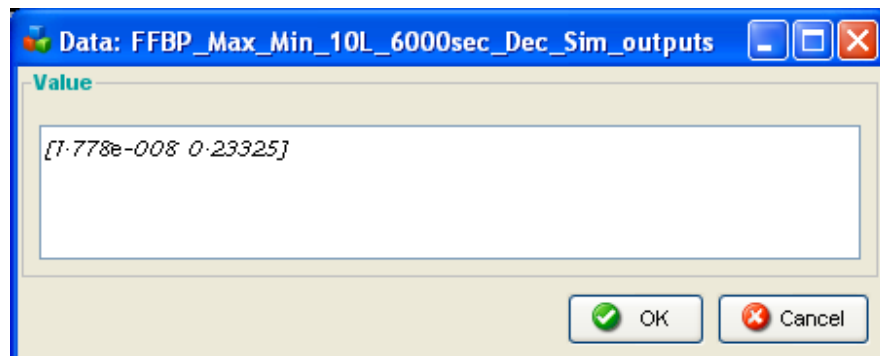 Data: FFBP_Max_Min_10L_6000sec_Dec_Sim_outputs
Value
[1·778e-008 0·23325]
OK
Cancel